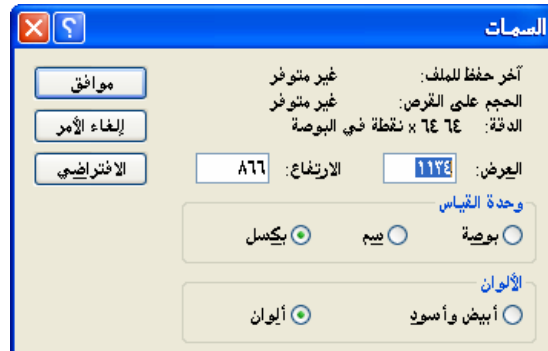 السمات
آخر حفظ للملف: غير متوفر
الحجم على القرص: غير متوفر
الدقة: ٦٤ x ٦٤ نقطة في البوصة
العرض: ١١٣٤ الارتفاع: ٨٦٦
وحدة القياس
بوصة سم بكسل
الألوان
أبيض وأسود ألوان
موافق
إلغاء الأمر
الافتراضي